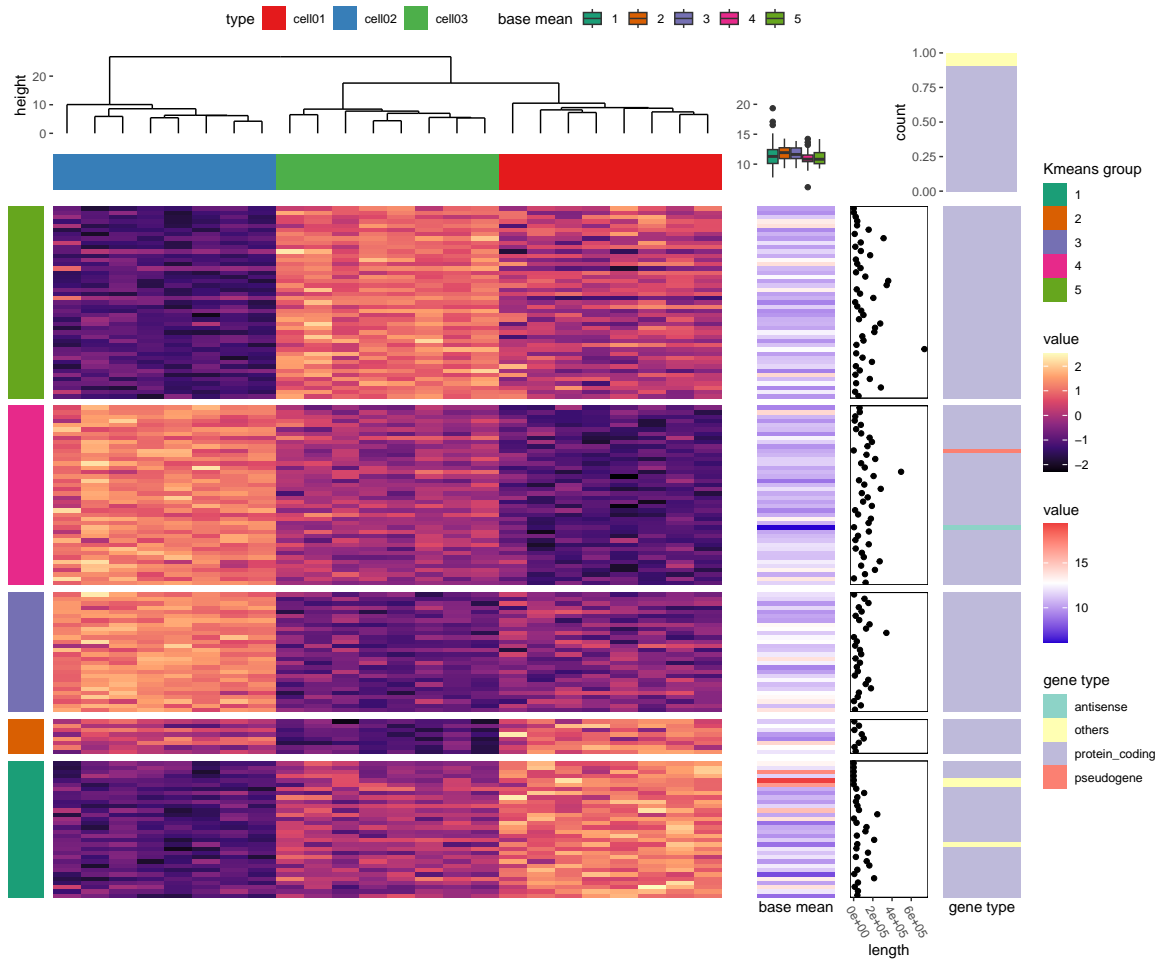 type cell01 cell02 cell03 base mean 1 2 3 4 5
height
20
10
0
20
15
10
count
1.00
0.75
0.50
0.25
0.00
Kmeans group
1
2
3
4
5
value
2
1
0
−1
−2
value
15
10
gene type
antisense
others
protein_coding
pseudogene
base mean
0e+00 2e+05 4e+05 6e+05
length
gene type